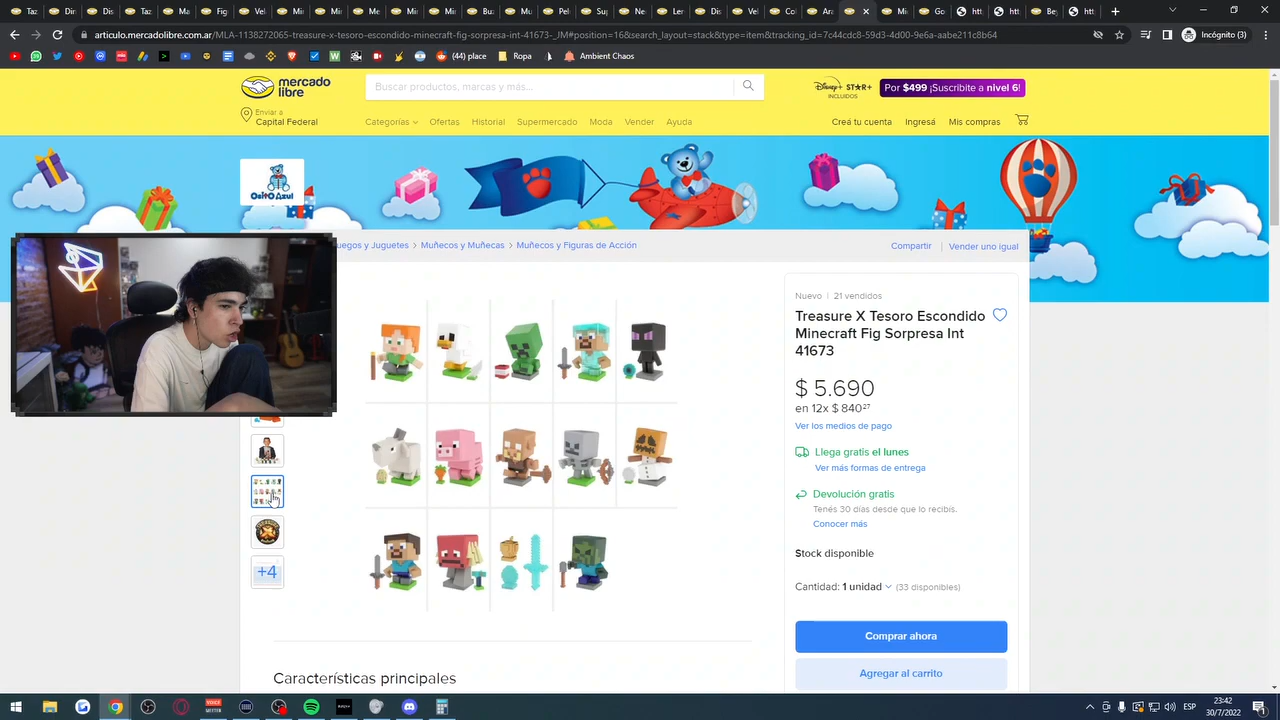 articulo.mercadolibre.com.ar/MLA-1138272065-treasure-x-tesoro-escondido-minecraft-fig-sorpresa-int-41673-_JM#position=16&search_layout=stack&type=item&tracking_id=7c44cdc8-59d3-4d00-9e6a-aabe211c8b64
Incógnito (3)
(44) place
Ropa
Ambient Chaos
mercado
libre
Buscar productos, marcas y más...
Disney+ STAR+
INCLUIDOS
Por $499 ¡Suscribite a nivel 6!
Enviar a
Capital Federal
Categorías
Ofertas
Historial
Supermercado
Moda
Vender
Ayuda
Creá tu cuenta
Ingresá
Mis compras
OsiTO AzuL
uegos y Juguetes > Muñecos y Muñecas > Muñecos y Figuras de Acción
Compartir | Vender uno igual
Nuevo | 21 vendidos
Treasure X Tesoro Escondido
Minecraft Fig Sorpresa Int
41673
$ 5.690
en 12x $ 840 27
Ver los medios de pago
Llega gratis el lunes
Ver más formas de entrega
Devolución gratis
Tenés 30 días desde que lo recibís.
Conocer más
Stock disponible
Cantidad: 1 unidad (33 disponibles)
Comprar ahora
Agregar al carrito
+4
Características principales
ESP
23:42
30/7/2022